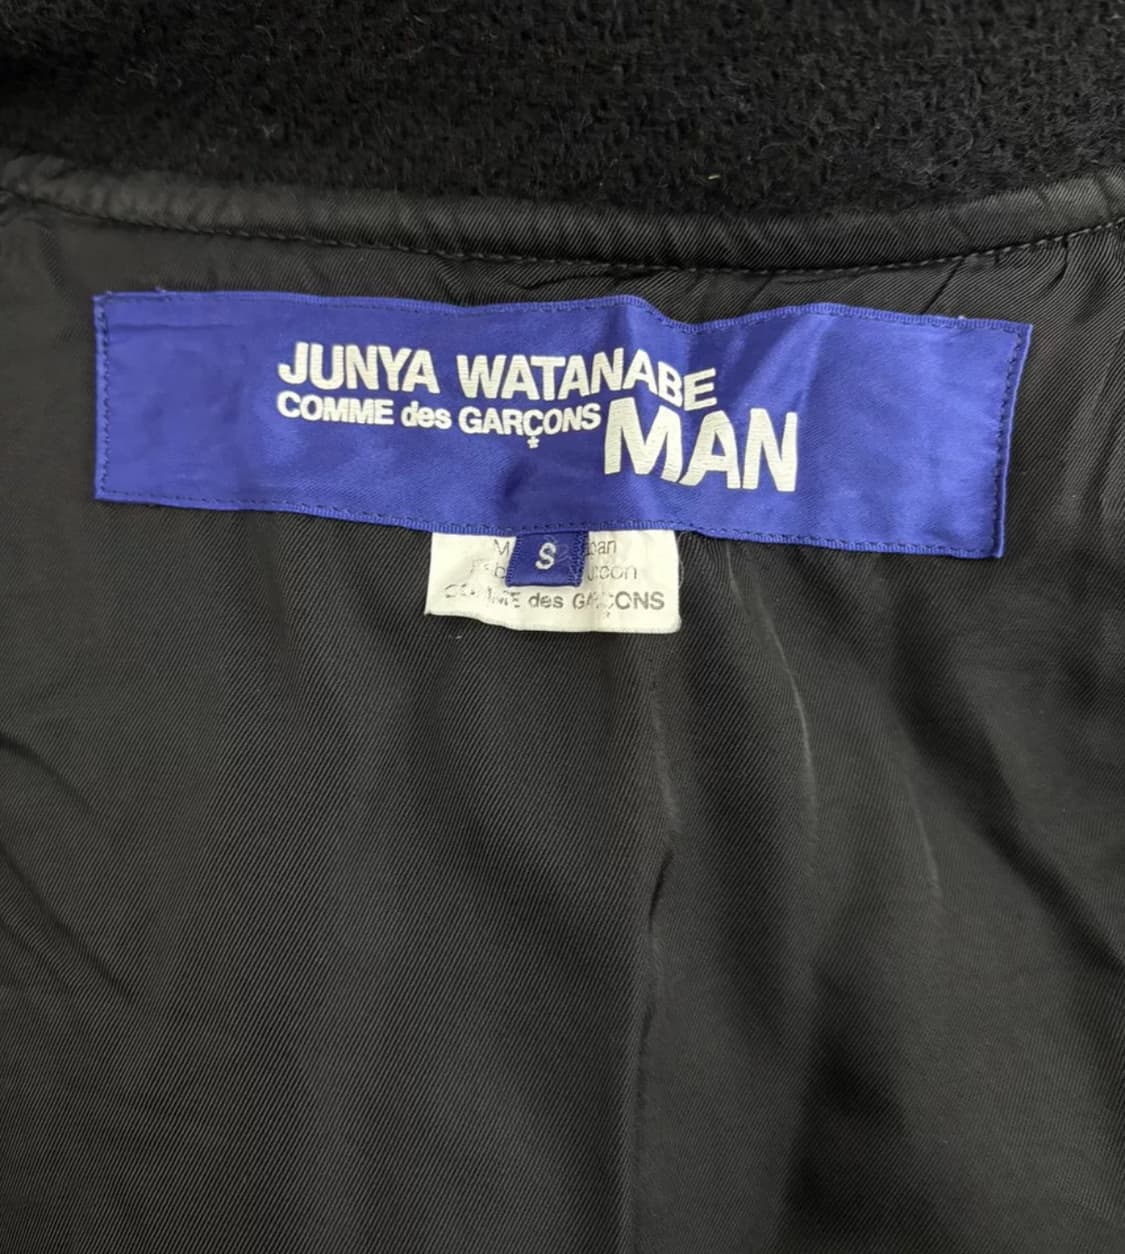 JUNYA WATANABE
COMME des GARÇONS MAN
S
des GARÇONS